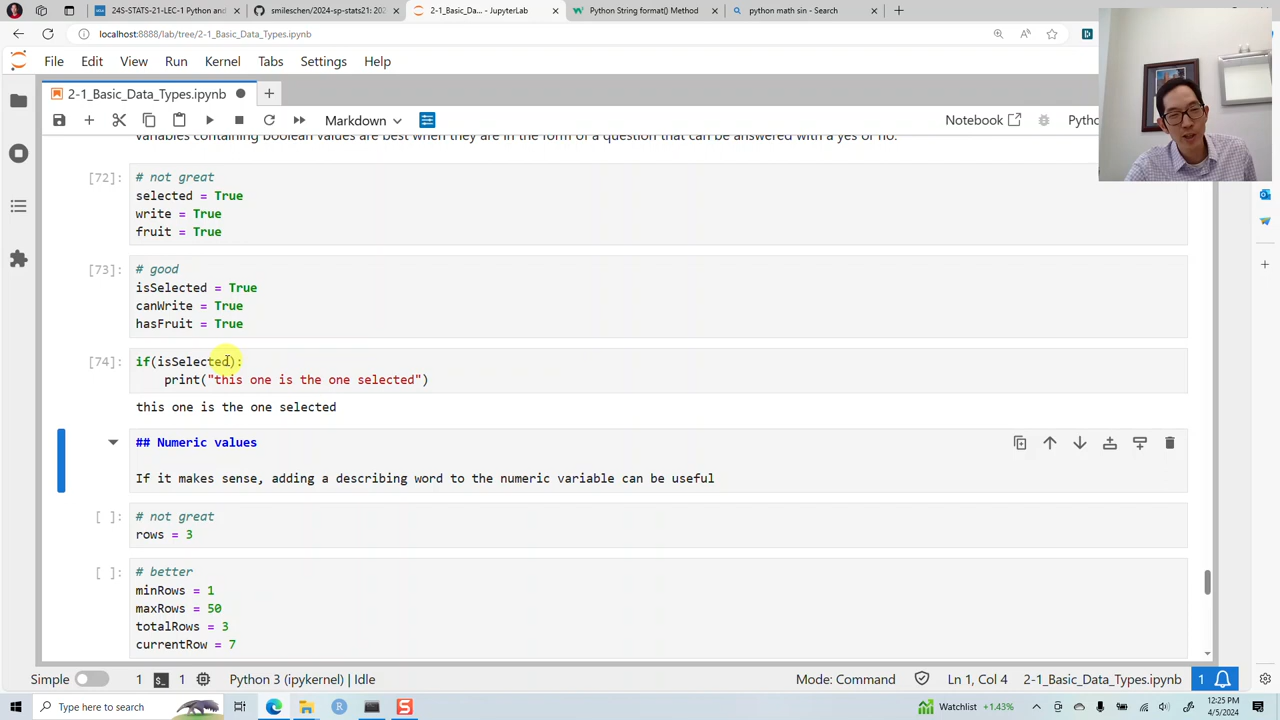 24S-STATS-21-LEC-1 Python and
smileschen/2024-sp-stats21: 202
2-1_Basic_Da... - JupyterLab
Python String format() Method
python math sin - Search
localhost:8888/lab/tree/2-1_Basic_Data_Types.ipynb
File Edit View Run Kernel Tabs Settings Help
2-1_Basic_Data_Types.ipynb
Markdown
Notebook
Pytho
variables containing boolean values are best when they are in the form of a question that can be answered with a yes or no.
[72]:
# not great
selected = True
write = True
fruit = True
[73]:
# good
isSelected = True
canWrite = True
hasFruit = True
[74]:
if(isSelected):
print("this one is the one selected")
this one is the one selected
## Numeric values
If it makes sense, adding a describing word to the numeric variable can be useful
[ ]:
# not great
rows = 3
[ ]:
# better
minRows = 1
maxRows = 50
totalRows = 3
currentRow = 7
Simple 1 $_ 1 Python 3 (ipykernel) | Idle Mode: Command Ln 1, Col 4 2-1_Basic_Data_Types.ipynb 1
Type here to search
Watchlist +1.43%
12:25 PM
4/5/2024